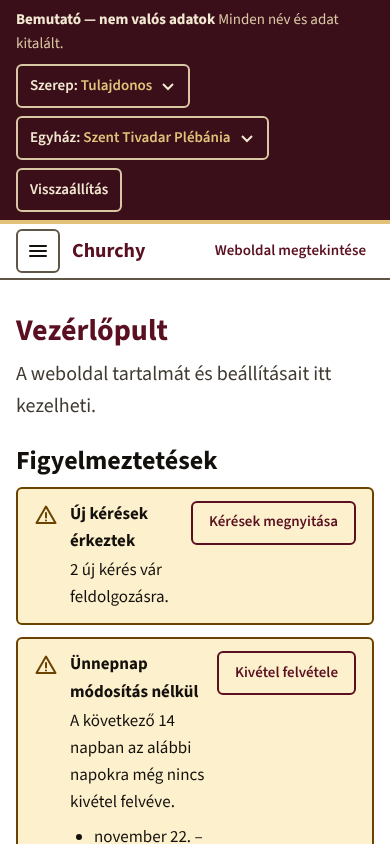 Bemutató — nem valós adatok Minden név és adat
kitalált.
Szerep: Tulajdonos
Egyház: Szent Tivadar Plébánia
Visszaállítás
Churchy
Weboldal megtekintése
Vezérlőpult
A weboldal tartalmát és beállításait itt
kezelheti.
Figyelmeztetések
Új kérések
érkeztek
Kérések megnyitása
2 új kérés vár
feldolgozásra.
Ünnepnap
módosítás nélkül
Kivétel felvétele
A következő 14
napban az alábbi
napokra még nincs
kivétel felvéve.
november 22. –